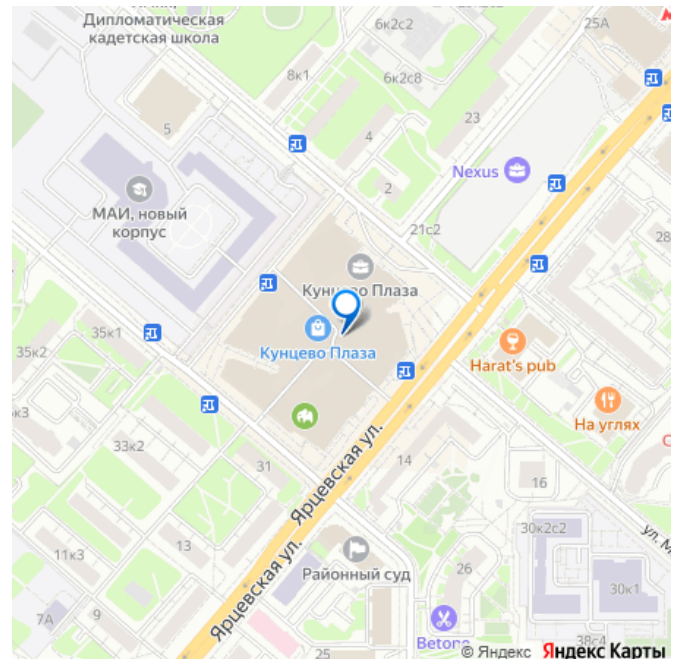 Дипломатическая
кадетская школа
6к2с2
25А
8к1
6к2с8
5
4
23
Nexus
2
МАИ, новый
корпус
21с2
28
Кунцево Плаза
35к1
Кунцево Плаза
35к2
Harat's pub
На углях
к3
33к2
31
14
Ярцевская ул.
16
30к2с2
ул. М
13
11к3
Районный суд
26
30к1
7А
9
Ярцевская ул.
Betone
38с4
© Яндекс Яндекс Карты